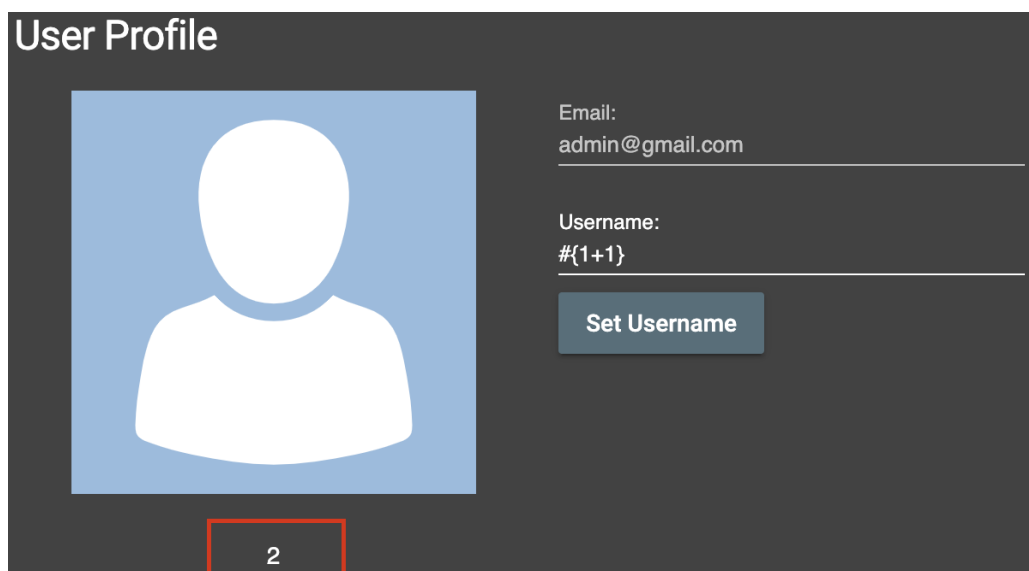 User Profile
Email:
admin@gmail.com
Username:
#{1+1}
Set Username
2